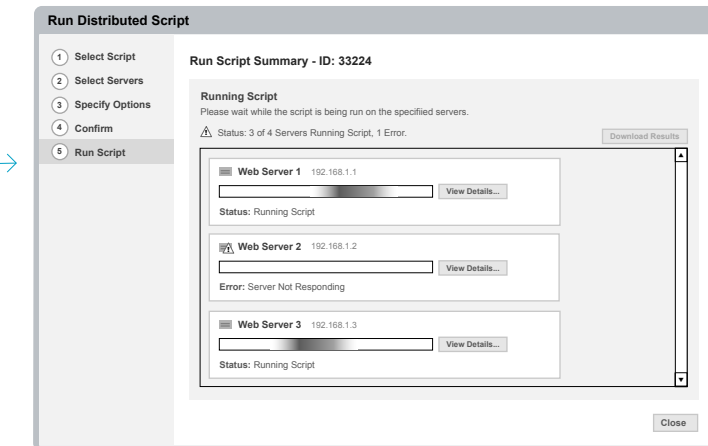 Run Distributed Script
1 Select Script
2 Select Servers
3 Specify Options
4 Confirm
5 Run Script
Run Script Summary - ID: 33224
Running Script
Please wait while the script is being run on the specifiied servers.
Status: 3 of 4 Servers Running Script, 1 Error.
Download Results
Web Server 1 192.168.1.1
View Details...
Status: Running Script
Web Server 2 192.168.1.2
View Details...
Error: Server Not Responding
Web Server 3 192.168.1.3
View Details...
Status: Running Script
Close